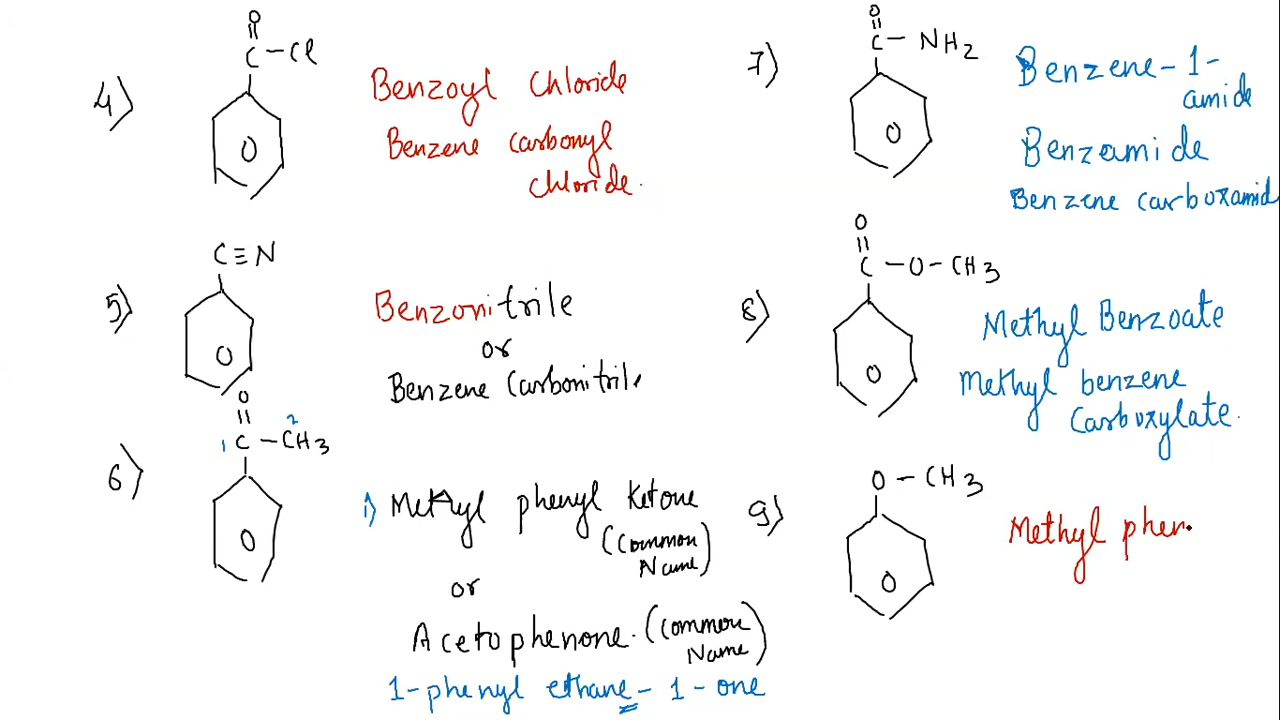 O
C - Cl
4)
O
Benzoyl Chloride
Benzene carbonyl
chloride.
C≡N
5)
O
Benzonitrile
or
Benzene Carbonitrile
O
1 C - CH3 2
6)
O
1) Methyl phenyl ketone
(Common
Name)
or
Acetophenone. (Common
Name)
1-phenyl ethane - 1 - one
O
C - NH2
7)
O
Benzene - 1 -
amide
Benzamide
Benzene carboxamid
O
C - O - CH3
8)
O
Methyl Benzoate
Methyl benzene
Carboxylate.
O - CH3
9)
O
Methyl phen